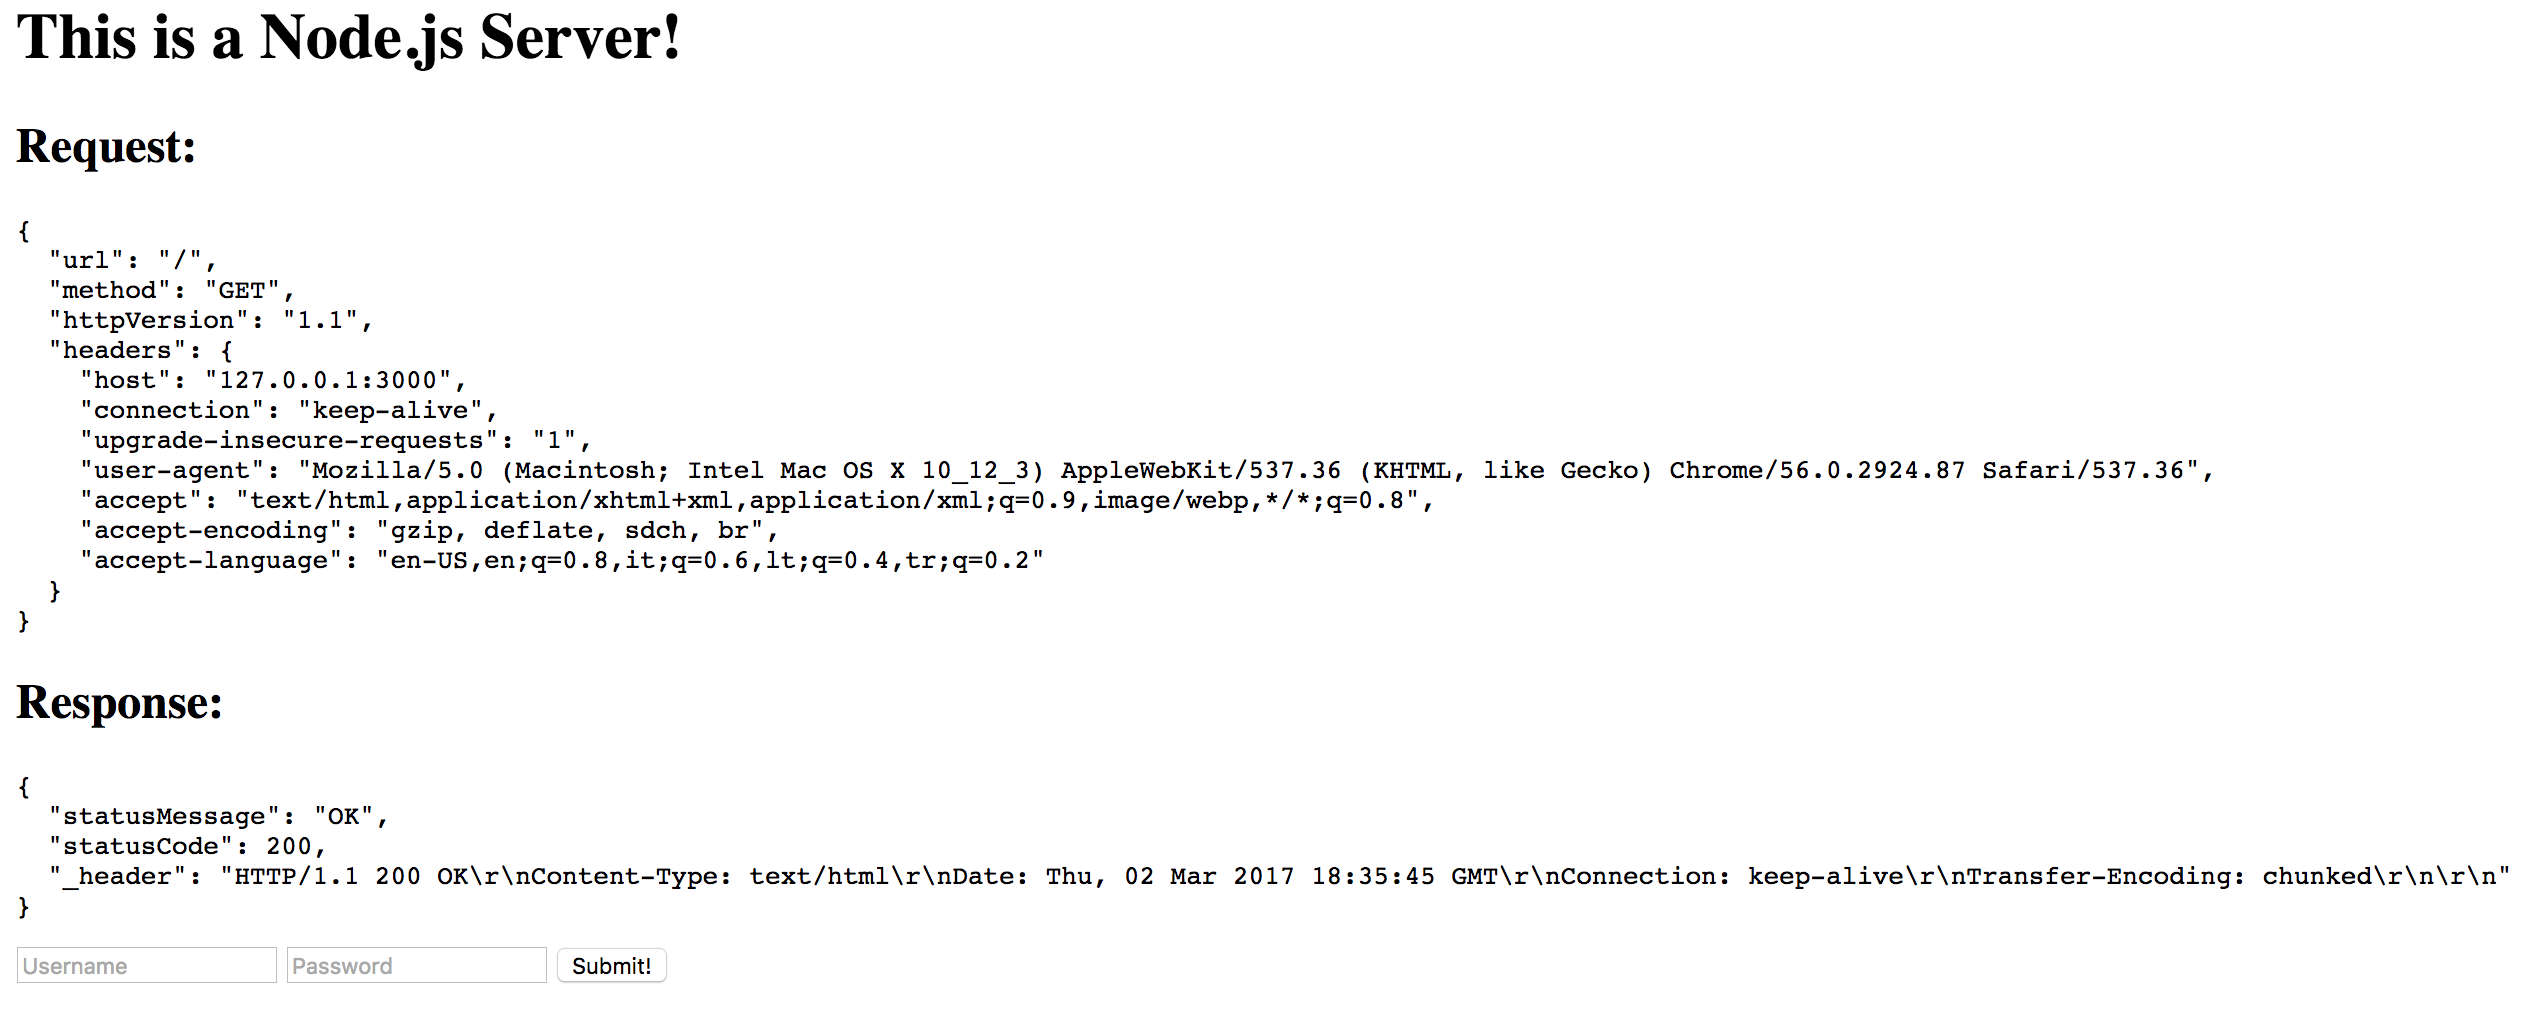 This is a Node.js Server!
Request:
{
  "url": "/",
  "method": "GET",
  "httpVersion": "1.1",
  "headers": {
    "host": "127.0.0.1:3000",
    "connection": "keep-alive",
    "upgrade-insecure-requests": "1",
    "user-agent": "Mozilla/5.0 (Macintosh; Intel Mac OS X 10_12_3) AppleWebKit/537.36 (KHTML, like Gecko) Chrome/56.0.2924.87 Safari/537.36",
    "accept": "text/html,application/xhtml+xml,application/xml;q=0.9,image/webp,*/*;q=0.8",
    "accept-encoding": "gzip, deflate, sdch, br",
    "accept-language": "en-US,en;q=0.8,it;q=0.6,lt;q=0.4,tr;q=0.2"
  }
}
Response:
{
  "statusMessage": "OK",
  "statusCode": 200,
  "_header": "HTTP/1.1 200 OK\r\nContent-Type: text/html\r\nDate: Thu, 02 Mar 2017 18:35:45 GMT\r\nConnection: keep-alive\r\nTransfer-Encoding: chunked\r\n\r\n"
}
Username Password Submit!